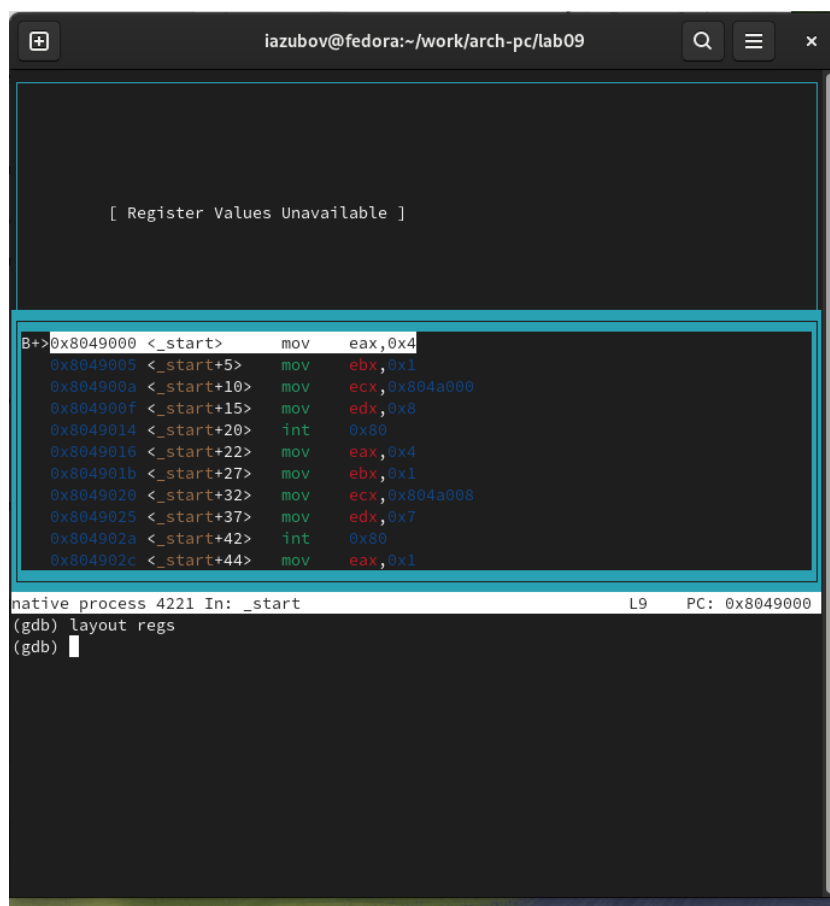 iazubov@fedora:~/work/arch-pc/lab09
[ Register Values Unavailable ]
B+>0x8049000 <_start>    mov    eax,0x4
0x8049005 <_start+5>    mov    ebx,0x1
0x804900a <_start+10>    mov    ecx,0x804a000
0x804900f <_start+15>    mov    edx,0x8
0x8049014 <_start+20>    int    0x80
0x8049016 <_start+22>    mov    eax,0x4
0x804901b <_start+27>    mov    ebx,0x1
0x8049020 <_start+32>    mov    ecx,0x804a008
0x8049025 <_start+37>    mov    edx,0x7
0x804902a <_start+42>    int    0x80
0x804902c <_start+44>    mov    eax,0x1
native process 4221 In: _start    L9    PC: 0x8049000
(gdb) layout regs
(gdb)